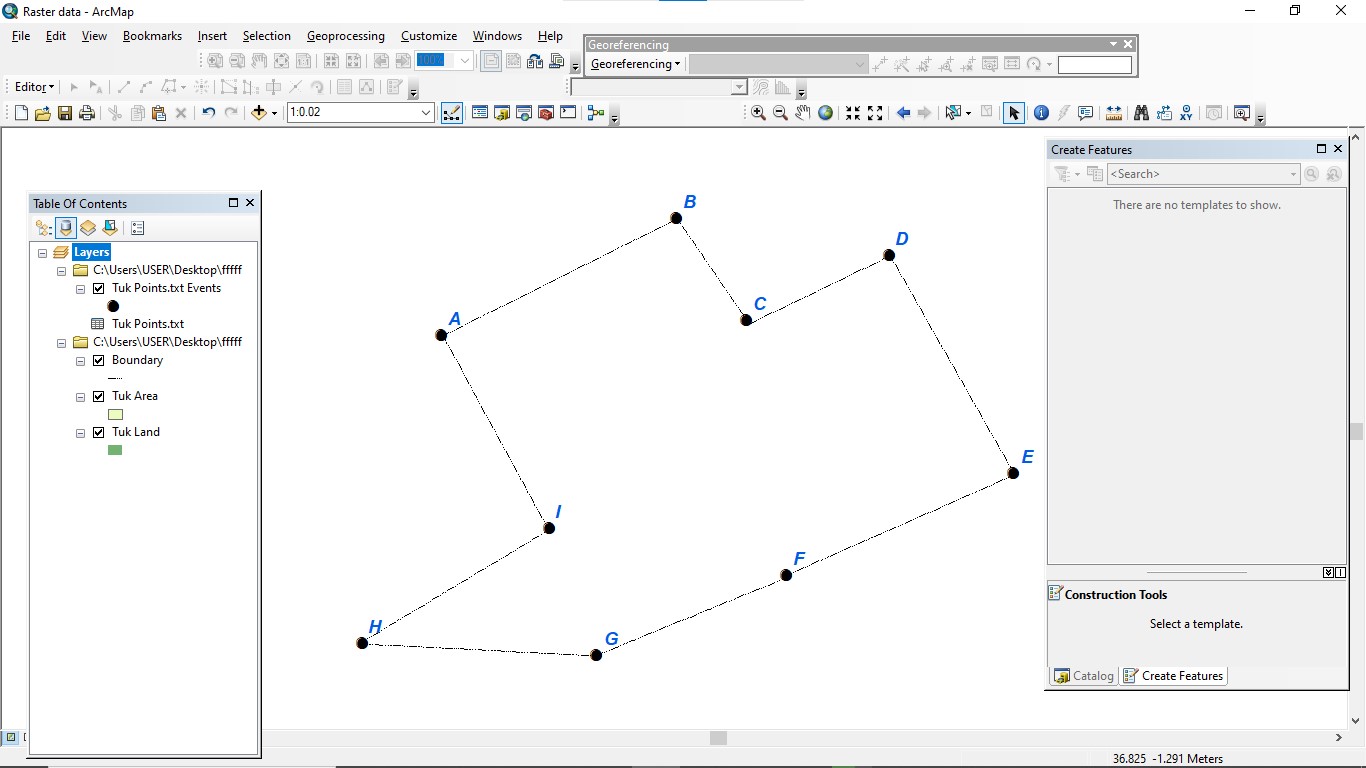 Raster data - ArcMap
File Edit View Bookmarks Insert Selection Geoprocessing Customize Windows Help
100%
Georeferencing
Georeferencing
Editor
1:0.02
Table Of Contents
Layers
C:\Users\USER\Desktop\fffff
Tuk Points.txt Events
Tuk Points.txt
C:\Users\USER\Desktop\fffff
Boundary
Tuk Area
Tuk Land
B
D
C
A
E
I
F
H
G
Create Features
<Search>
There are no templates to show.
Construction Tools
Select a template.
Catalog Create Features
36.825 -1.291 Meters